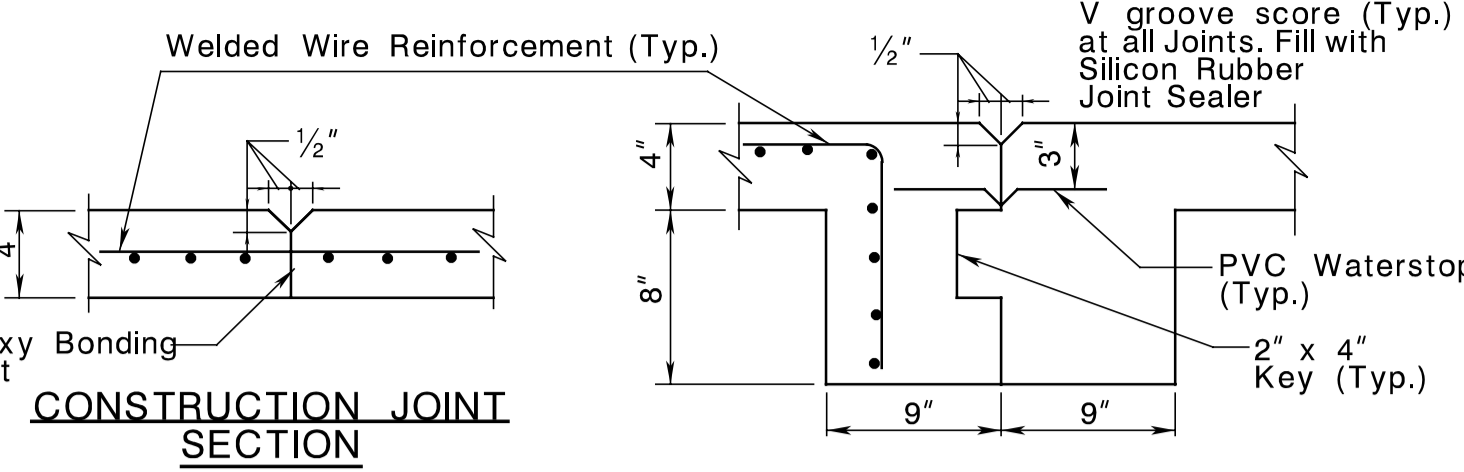 Welded Wire Reinforcement (Typ.)
½"
4
Bonding
CONSTRUCTION JOINT
SECTION
½"
V groove score (Typ.)
at all Joints. Fill with
Silicon Rubber
Joint Sealer
4"
3"
8"
PVC Waterstop
(Typ.)
2" x 4"
Key (Typ.)
9"
9"